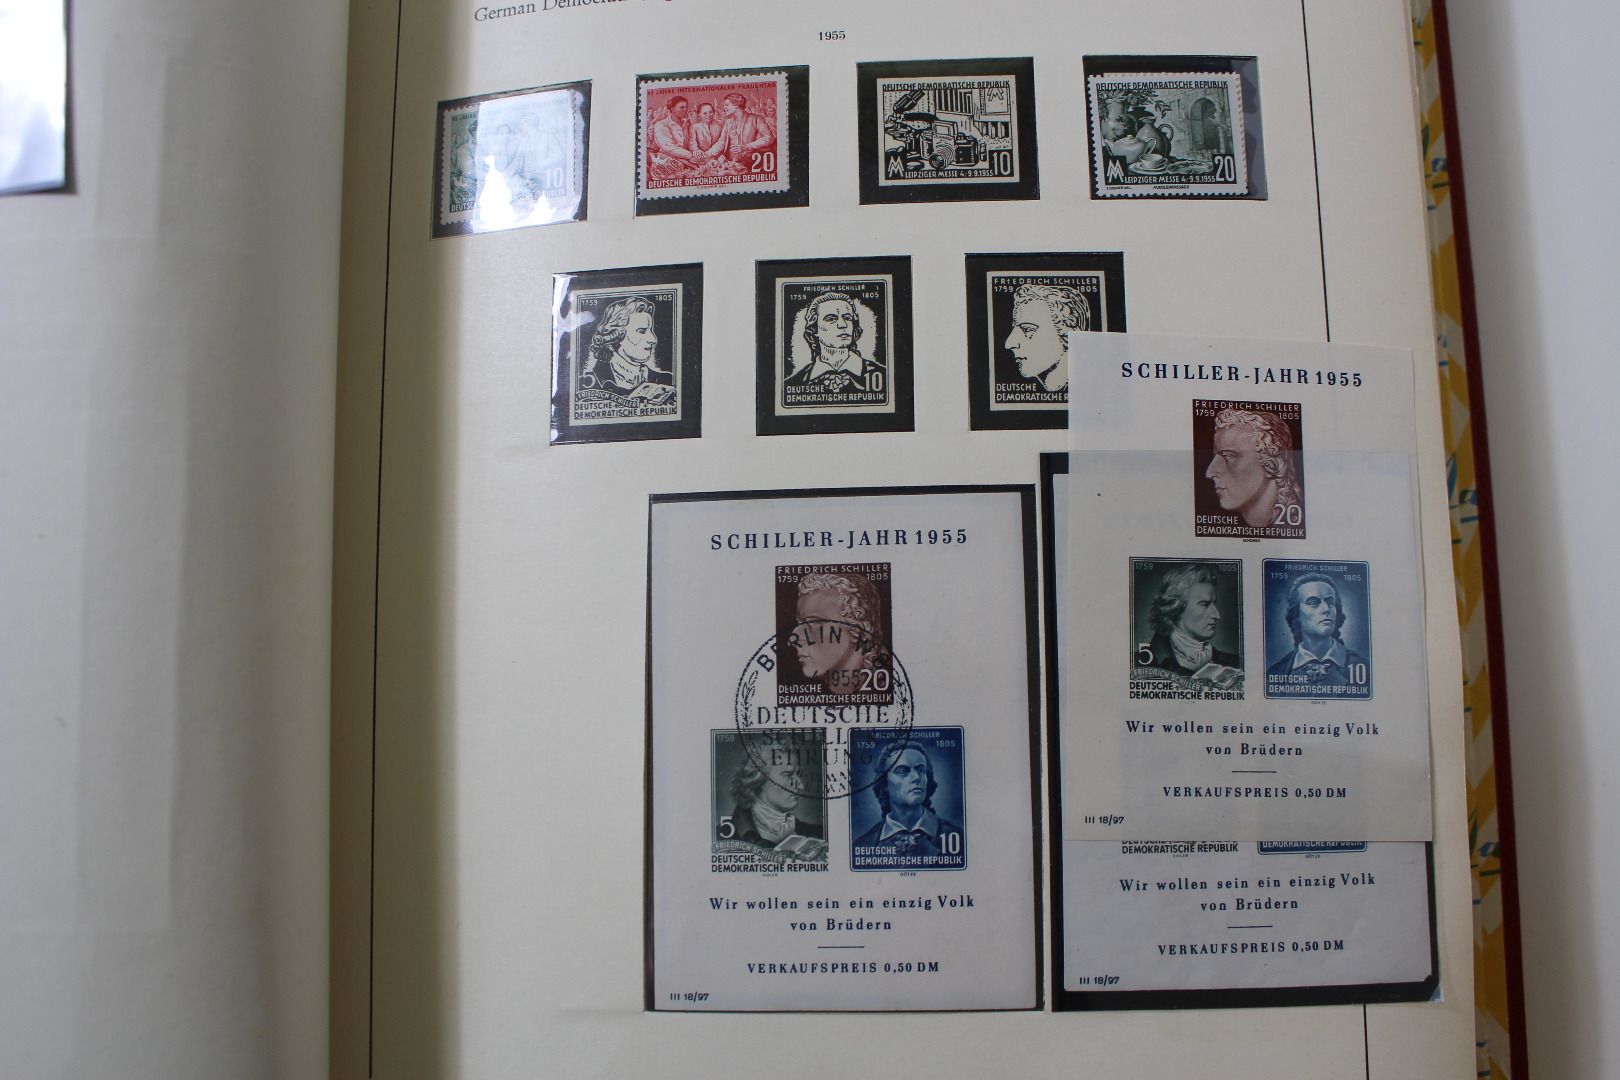 German
1955
10
45 JAHRE INTERNATIONALER FRAUENTAG
20
DEUTSCHE DEMOKRATISCHE REPUBLIK
DEUTSCHE DEMOKRATISCHE REPUBLIK
MM
10
LEIPZIGER MESSE 4.-9.9.1955
DEUTSCHE DEMOKRATISCHE REPUBLIK
MM
20
LEIPZIGER MESSE 4.-9.9.1955
1759 1805
5
FRIEDRICH SCHILLER
DEUTSCHE
DEMOKRATISCHE REPUBLIK
FRIEDRICH SCHILLER
1759 1805
10
DEUTSCHE
DEMOKRATISCHE REPUBLIK
FRIEDRICH SCHILLER
1759 1805
DEUTSCHE
DEMOKRATISCHE
SCHILLER-JAHR 1955
FRIEDRICH SCHILLER
1759 1805
20
DEUTSCHE
DEMOKRATISCHE REPUBLIK
1759 1805
5
FRIEDRICH SCHILLER
DEUTSCHE
DEMOKRATISCHE REPUBLIK
FRIEDRICH SCHILLER
1759 1805
10
DEUTSCHE
DEMOKRATISCHE REPUBLIK
GÖTZE
Wir wollen sein ein einzig Volk
von Brüdern
VERKAUFSPREIS 0,50 DM
III 18/97
SCHILLER-JAHR 1955
FRIEDRICH SCHILLER
1759 1805
20
DEUTSCHE
DEMOKRATISCHE REPUBLIK
BERLIN
1955
DEUTSCHE
EHRUNG
1759
5
FRIEDRICH SCHILLER
DEUTSCHE
DEMOKRATISCHE REPUBLIK
FRIEDRICH SCHILLER
1759 1805
10
DEUTSCHE
DEMOKRATISCHE REPUBLIK
GÖTZE
Wir wollen sein ein einzig Volk
von Brüdern
VERKAUFSPREIS 0,50 DM
III 18/97
DEMOKRATISCHE REPUBLIK
GÖTZE
Wir wollen sein ein einzig Volk
von Brüdern
VERKAUFSPREIS 0,50 DM
III 18/97